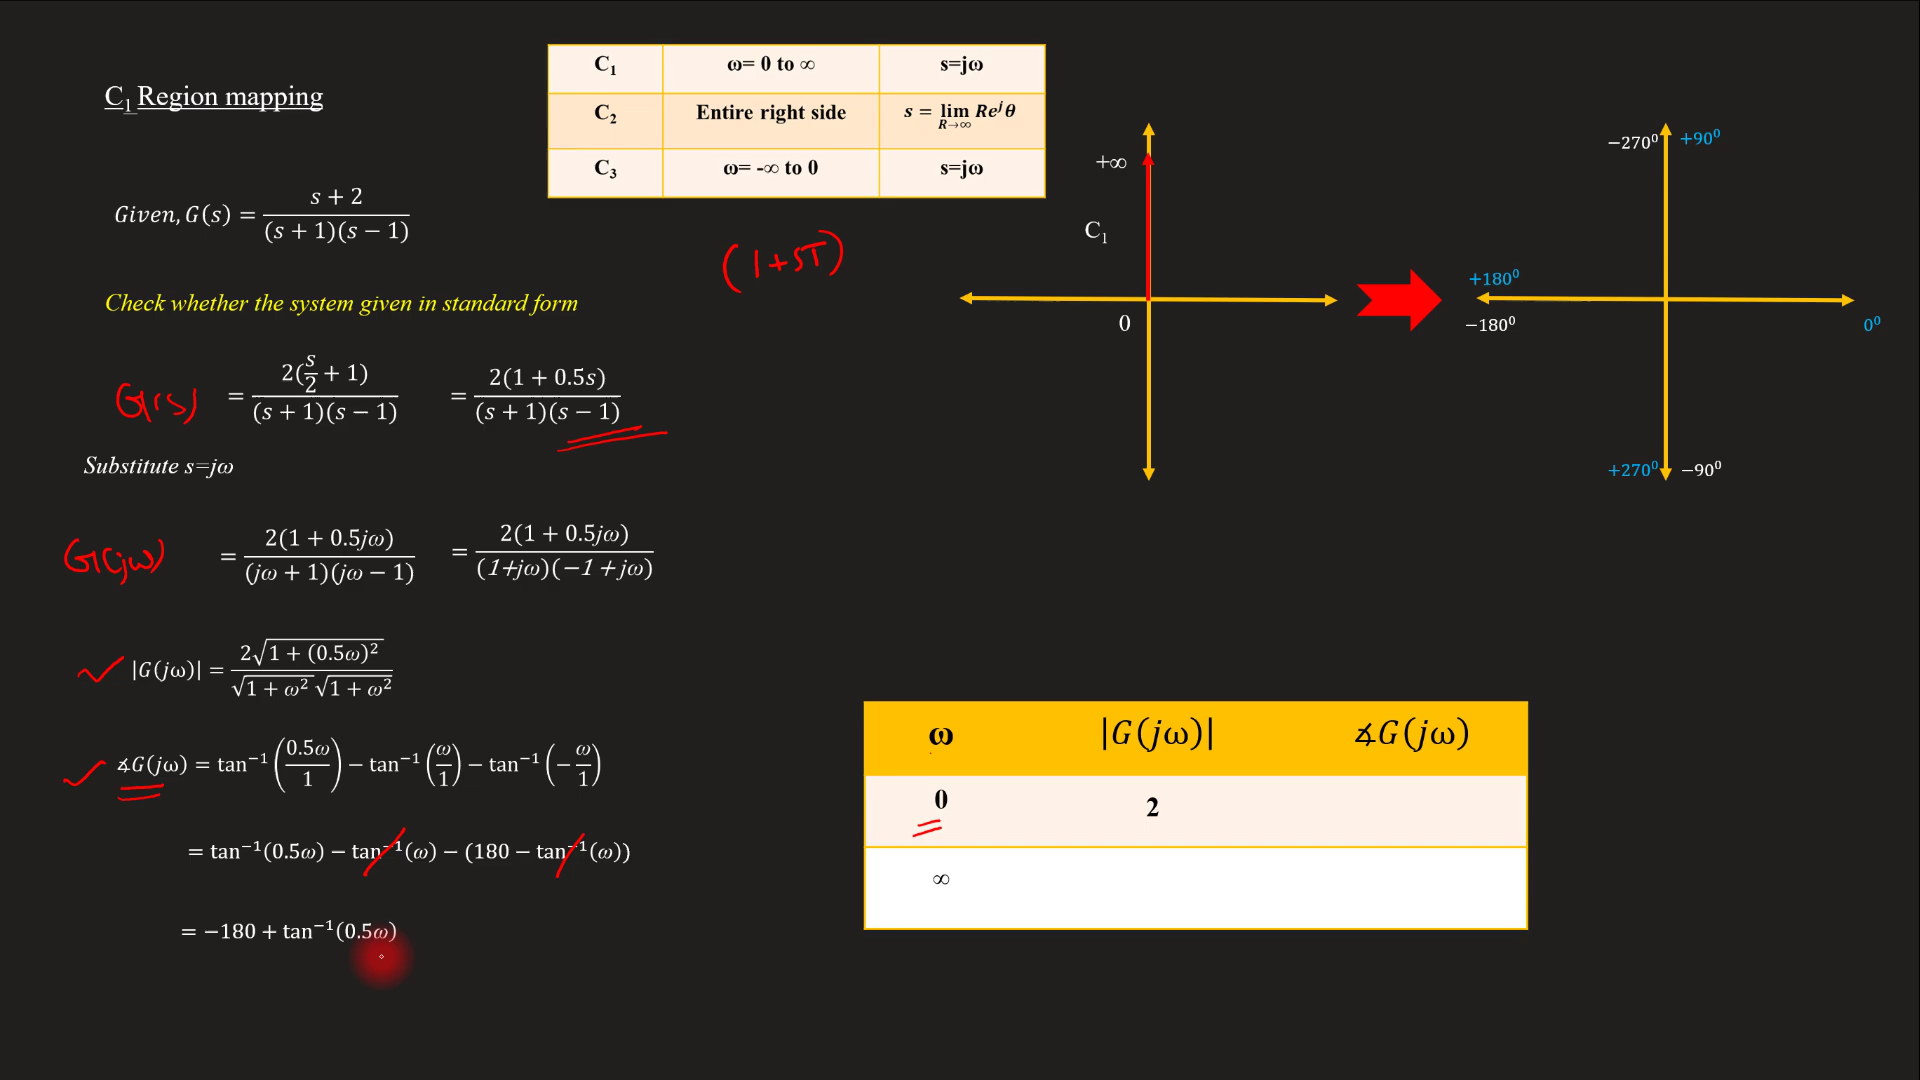 C₁ Region mapping
C₁ ω= 0 to ∞ s=jω
C₂ Entire right side s = lim R→∞ Reʲθ
C₃ ω= -∞ to 0 s=jω
Given, G(s) = (s + 2)/((s + 1)(s − 1))
(1+sT)
Check whether the system given in standard form
G(s) = 2(s/2 + 1)/((s + 1)(s − 1)) = 2(1 + 0.5s)/((s + 1)(s − 1))
Substitute s=jω
G(jω) = 2(1 + 0.5jω)/((jω + 1)(jω − 1)) = 2(1 + 0.5jω)/((1+jω)(−1 + jω))
|G(jω)| = 2√(1 + (0.5ω)²)/(√(1 + ω²) √(1 + ω²))
∡G(jω) = tan⁻¹(0.5ω/1) − tan⁻¹(ω/1) − tan⁻¹(−ω/1)
= tan⁻¹(0.5ω) − tan⁻¹(ω) − (180 − tan⁻¹(ω))
= −180 + tan⁻¹(0.5ω)
+∞
C₁
0
−270⁰ +90⁰
+180⁰
−180⁰ 0⁰
+270⁰ −90⁰
ω |G(jω)| ∡G(jω)
0 2
∞